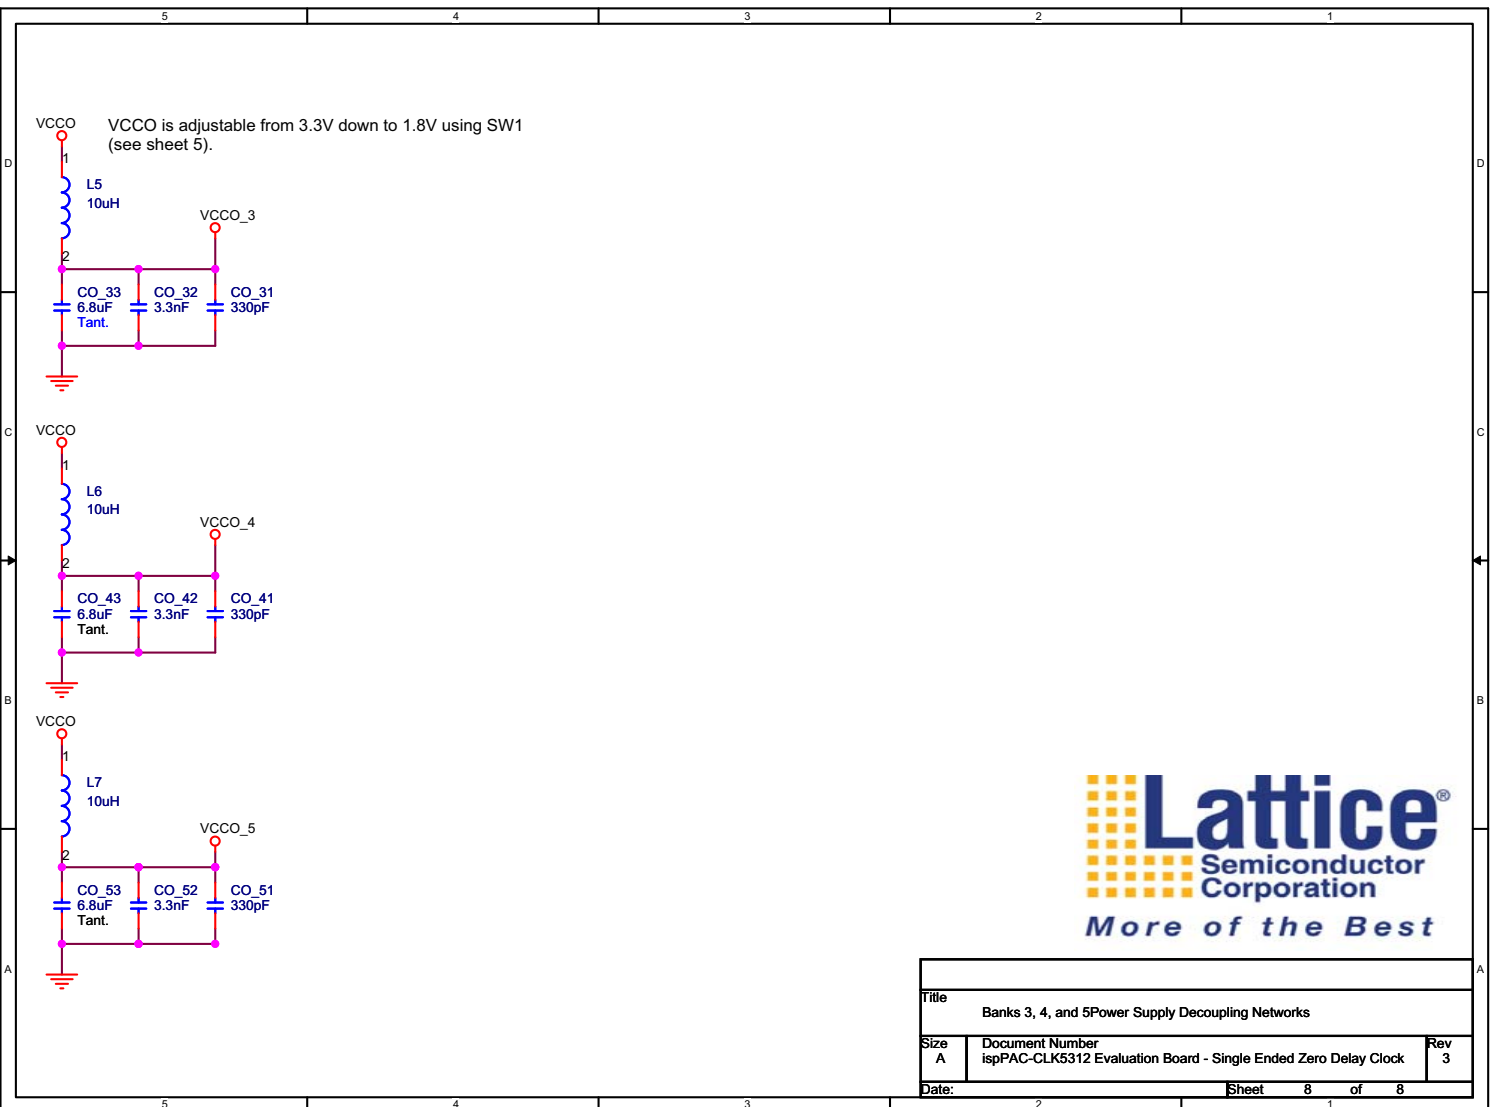 5 4 3 2 1
D D
C C
B B
A A
VCCO
VCCO is adjustable from 3.3V down to 1.8V using SW1
(see sheet 5).
1
L5
10uH
VCCO_3
2
CO_33
6.8uF
Tant.
CO_32
3.3nF
CO_31
330pF
VCCO
1
L6
10uH
VCCO_4
2
CO_43
6.8uF
Tant.
CO_42
3.3nF
CO_41
330pF
VCCO
1
L7
10uH
VCCO_5
2
CO_53
6.8uF
Tant.
CO_52
3.3nF
CO_51
330pF
Lattice®
Semiconductor
Corporation
More of the Best
Title
Banks 3, 4, and 5Power Supply Decoupling Networks
Size
A
Document Number
ispPAC-CLK5312 Evaluation Board - Single Ended Zero Delay Clock
Rev
3
Date:
Sheet 8 of 8
5 4 3 2 1